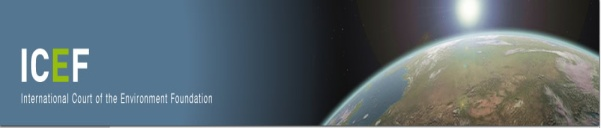 ICEF
International Court of the Environment Foundation